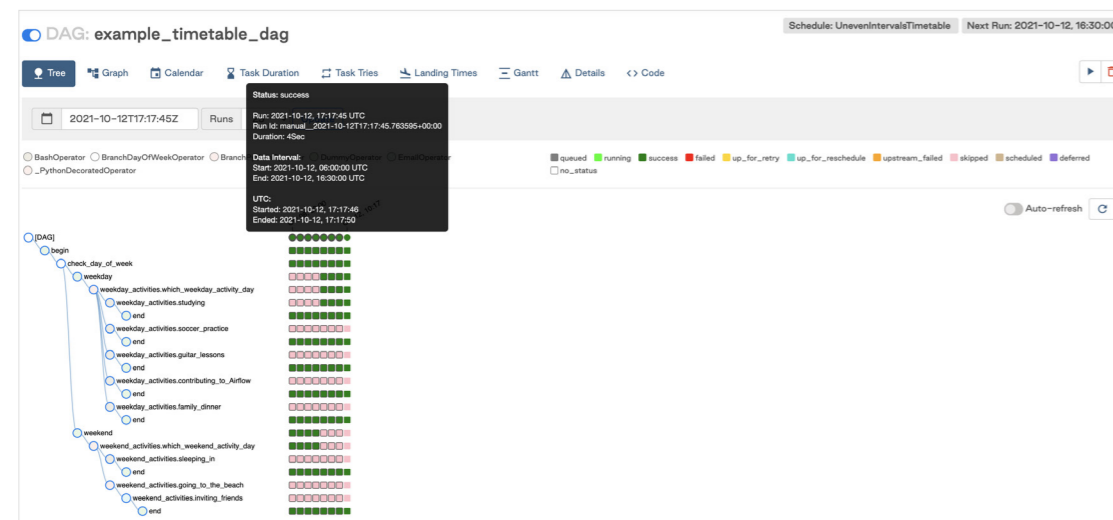 DAG: example_timetable_dag
Schedule: UnevenIntervalsTimetable
Next Run: 2021-10-12, 16:30:00
Tree
Graph
Calendar
Task Duration
Task Tries
Landing Times
Gantt
Details
<> Code
Status: success
2021-10-12T17:17:45Z
Runs
Run: 2021-10-12, 17:17:45 UTC
Run Id: manual__2021-10-12T17:17:45.763595+00:00
Duration: 4Sec
BashOperator
BranchDayOfWeekOperator
Data Interval:
Start: 2021-10-12, 06:00:00 UTC
End: 2021-10-12, 16:30:00 UTC
queued
running
success
failed
up_for_retry
up_for_reschedule
upstream_failed
skipped
scheduled
deferred
_PythonDecoratedOperator
no_status
UTC:
Started: 2021-10-12, 17:17:46
Ended: 2021-10-12, 17:17:50
Auto-refresh
[DAG]
begin
check_day_of_week
weekday
weekday_activities.which_weekday_activity_day
weekday_activities.studying
end
weekday_activities.soccer_practice
end
weekday_activities.guitar_lessons
end
weekday_activities.contributing_to_Airflow
end
weekday_activities.family_dinner
end
weekend
weekend_activities.which_weekend_activity_day
weekend_activities.sleeping_in
end
weekend_activities.going_to_the_beach
weekend_activities.inviting_friends
end